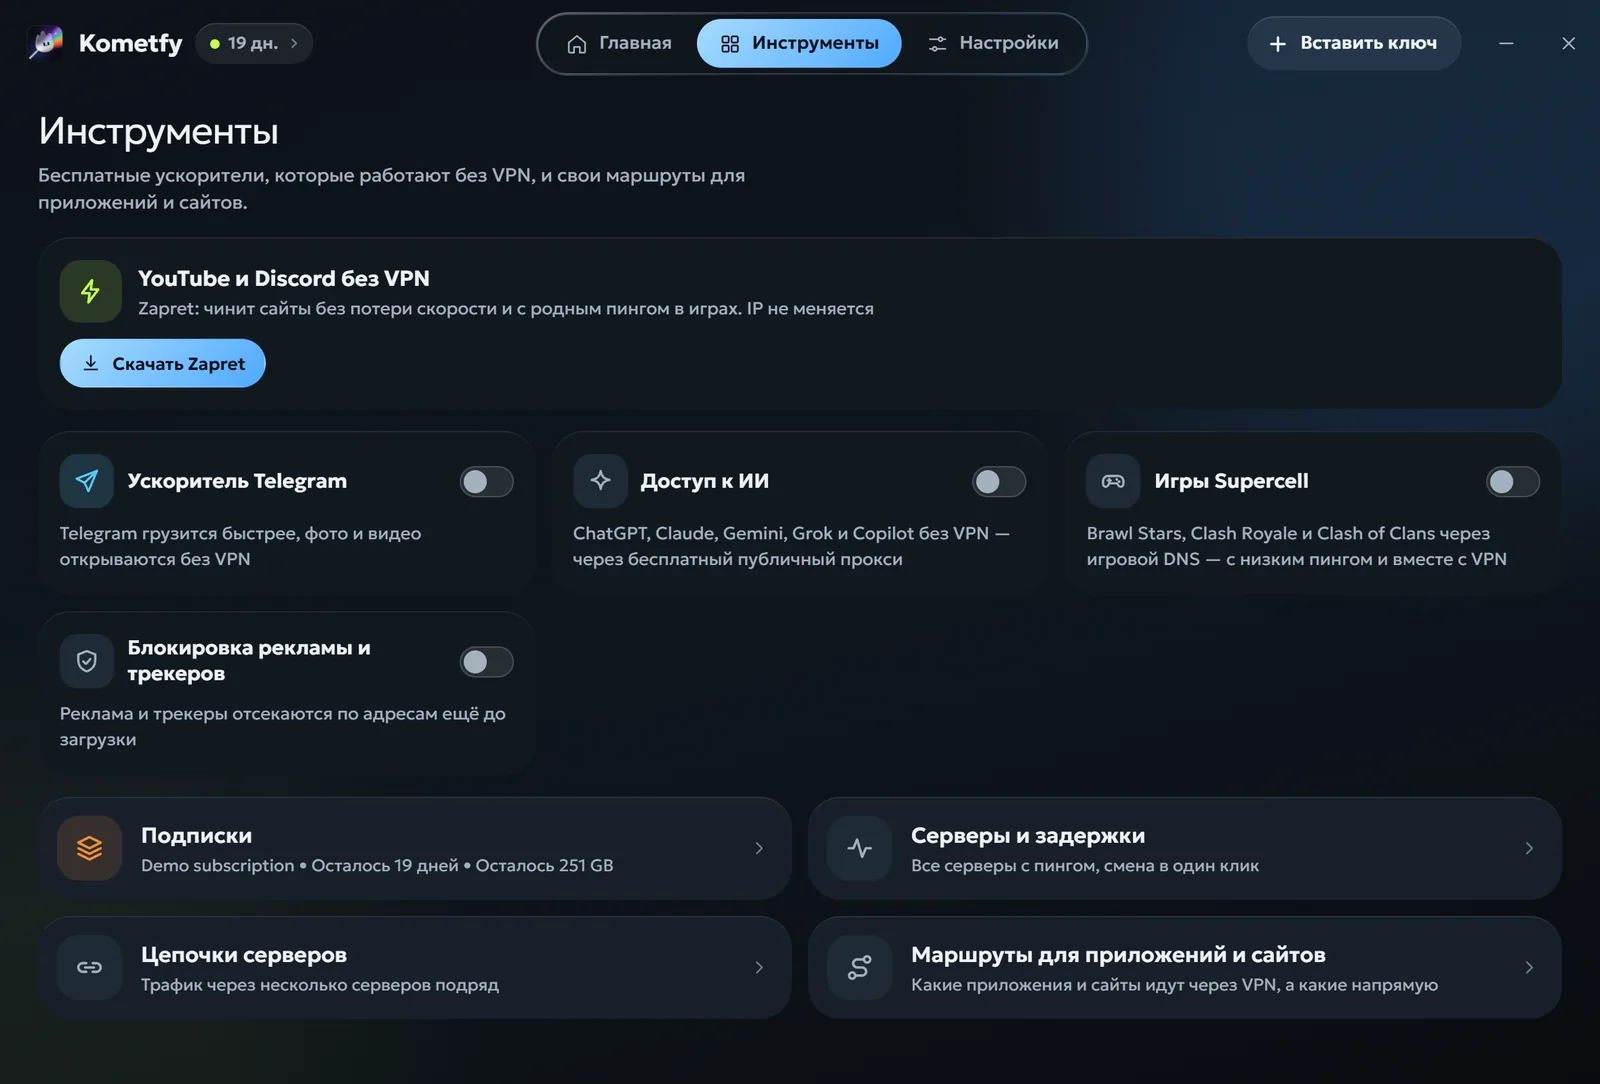 Kometfy
19 дн.
Главная
Инструменты
Настройки
Вставить ключ
Инструменты
Бесплатные ускорители, которые работают без VPN, и свои маршруты для
приложений и сайтов.
YouTube и Discord без VPN
Zapret: чинит сайты без потери скорости и с родным пингом в играх. IP не меняется
Скачать Zapret
Ускоритель Telegram
Telegram грузится быстрее, фото и видео
открываются без VPN
Доступ к ИИ
ChatGPT, Claude, Gemini, Grok и Copilot без VPN —
через бесплатный публичный прокси
Игры Supercell
Brawl Stars, Clash Royale и Clash of Clans через
игровой DNS — с низким пингом и вместе с VPN
Блокировка рекламы и
трекеров
Реклама и трекеры отсекаются по адресам ещё до
загрузки
Подписки
Demo subscription • Осталось 19 дней • Осталось 251 GB
Серверы и задержки
Все серверы с пингом, смена в один клик
Цепочки серверов
Трафик через несколько серверов подряд
Маршруты для приложений и сайтов
Какие приложения и сайты идут через VPN, а какие напрямую